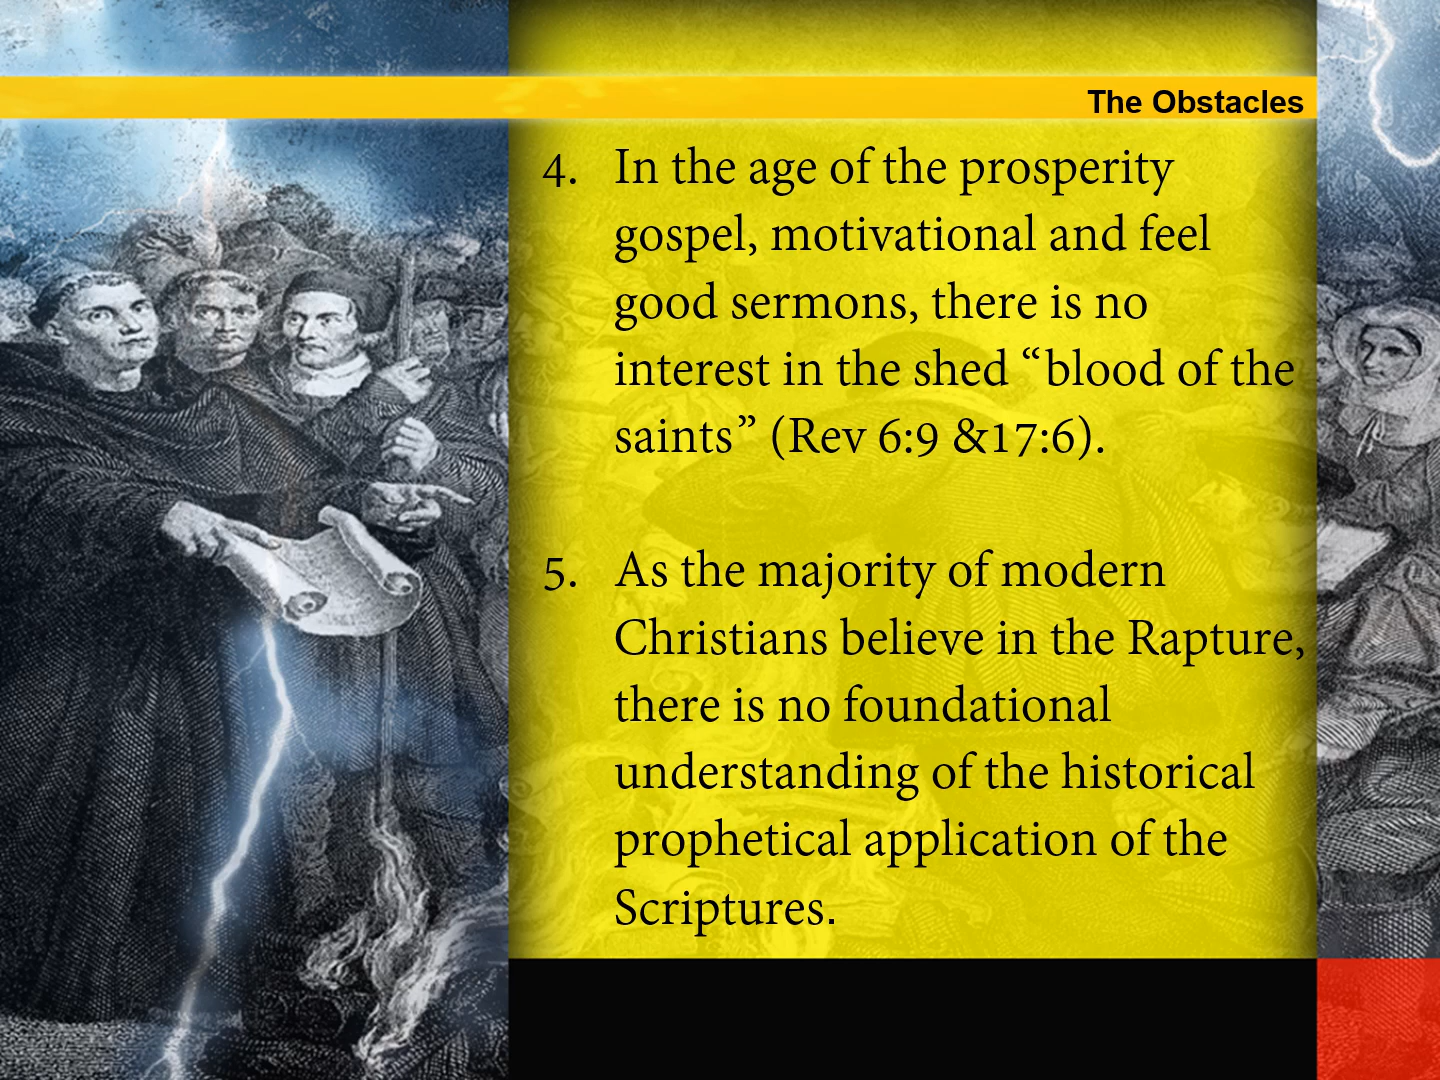 The Obstacles
4. In the age of the prosperity
gospel, motivational and feel
good sermons, there is no
interest in the shed “blood of the
saints” (Rev 6:9 &17:6).
5. As the majority of modern
Christians believe in the Rapture,
there is no foundational
understanding of the historical
prophetical application of the
Scriptures.